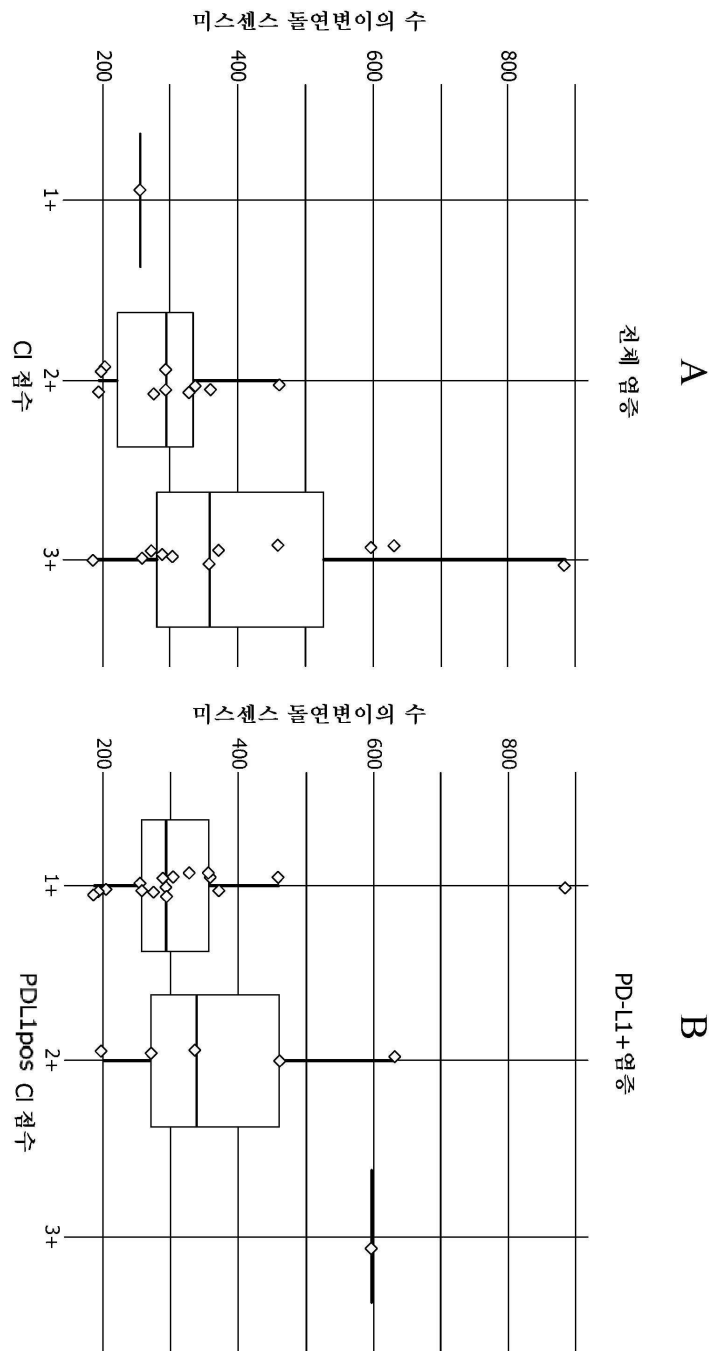 A
전체 염증
미스센스 돌연변이의 수
800
600
400
200
1+
2+
3+
CI 점수
B
PD-L1+염증
미스센스 돌연변이의 수
800
600
400
200
1+
2+
3+
PDL1pos CI 점수